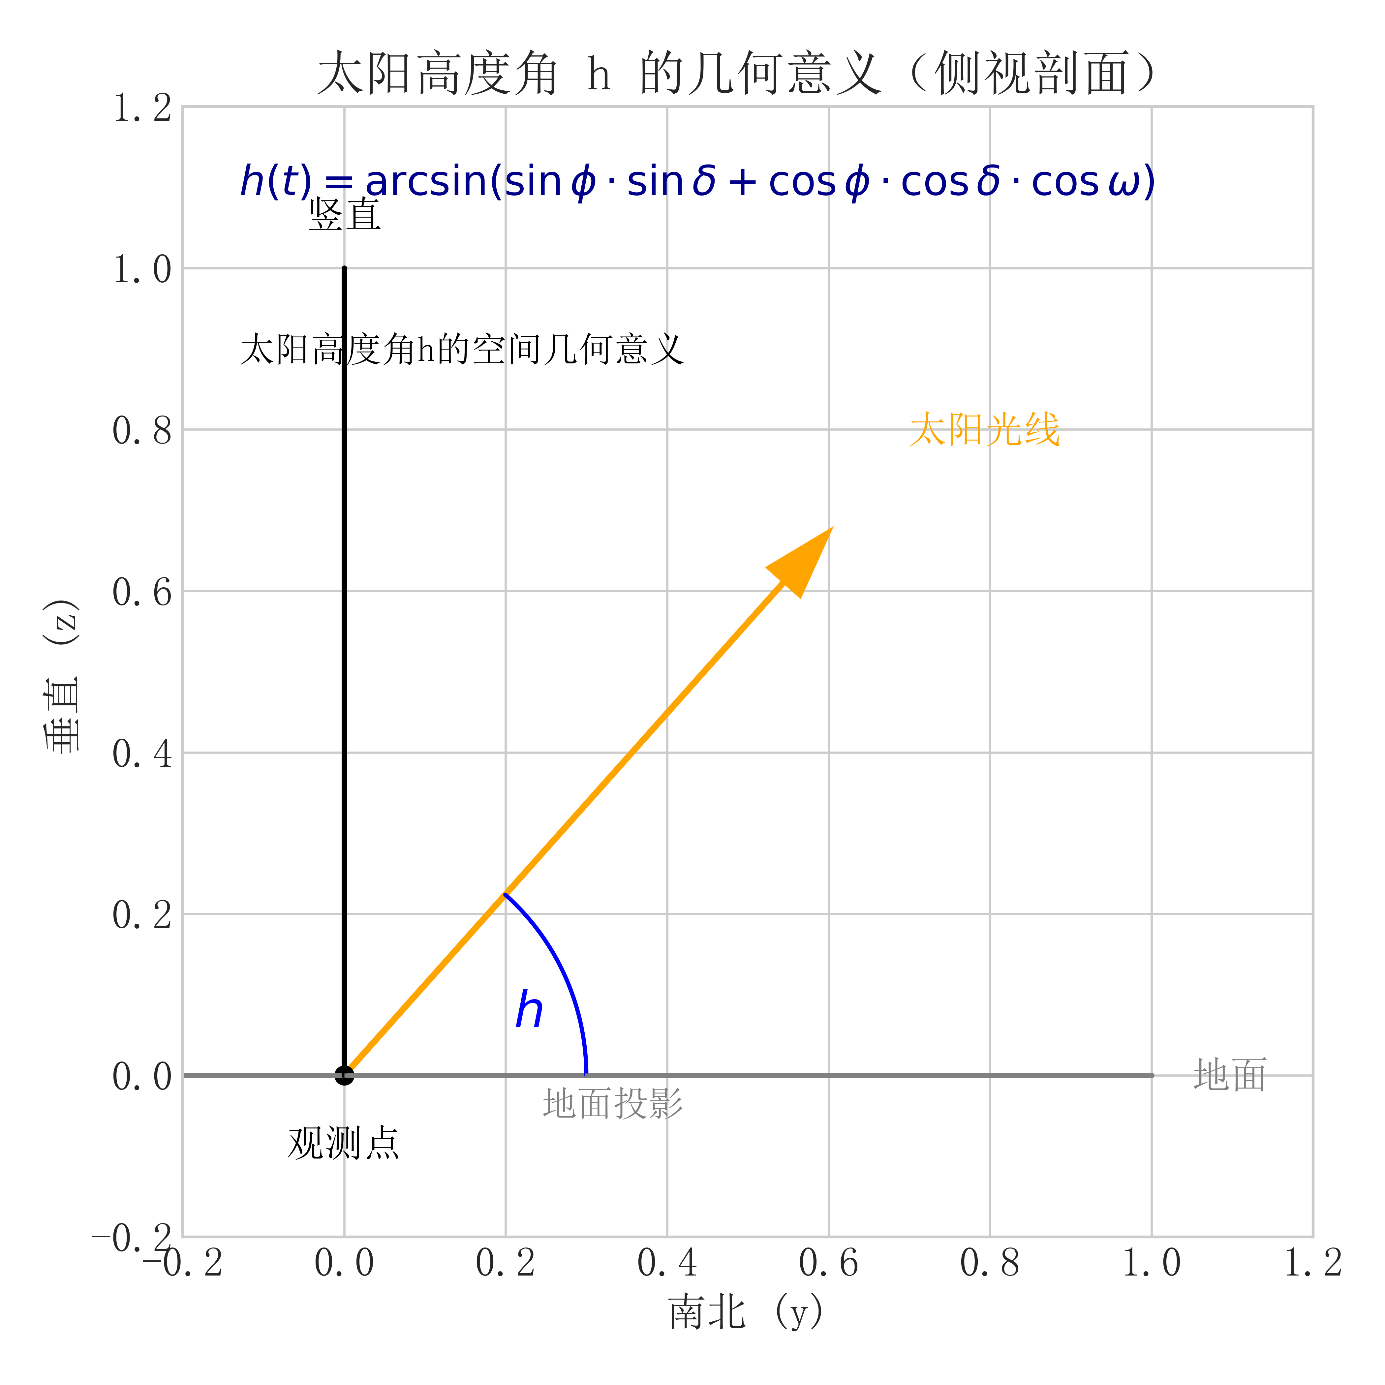 太阳高度角 h 的几何意义（侧视剖面）
1.2
h(t) = arcsin(sin ϕ · sin δ + cos ϕ · cos δ · cos ω)
竖直
1.0
太阳高度角h的空间几何意义
0.8
太阳光线
0.6
垂直 (z)
0.4
0.2
h
0.0
地面
地面投影
观测点
-0.2
-0.2 0.0 0.2 0.4 0.6 0.8 1.0 1.2
南北 (y)